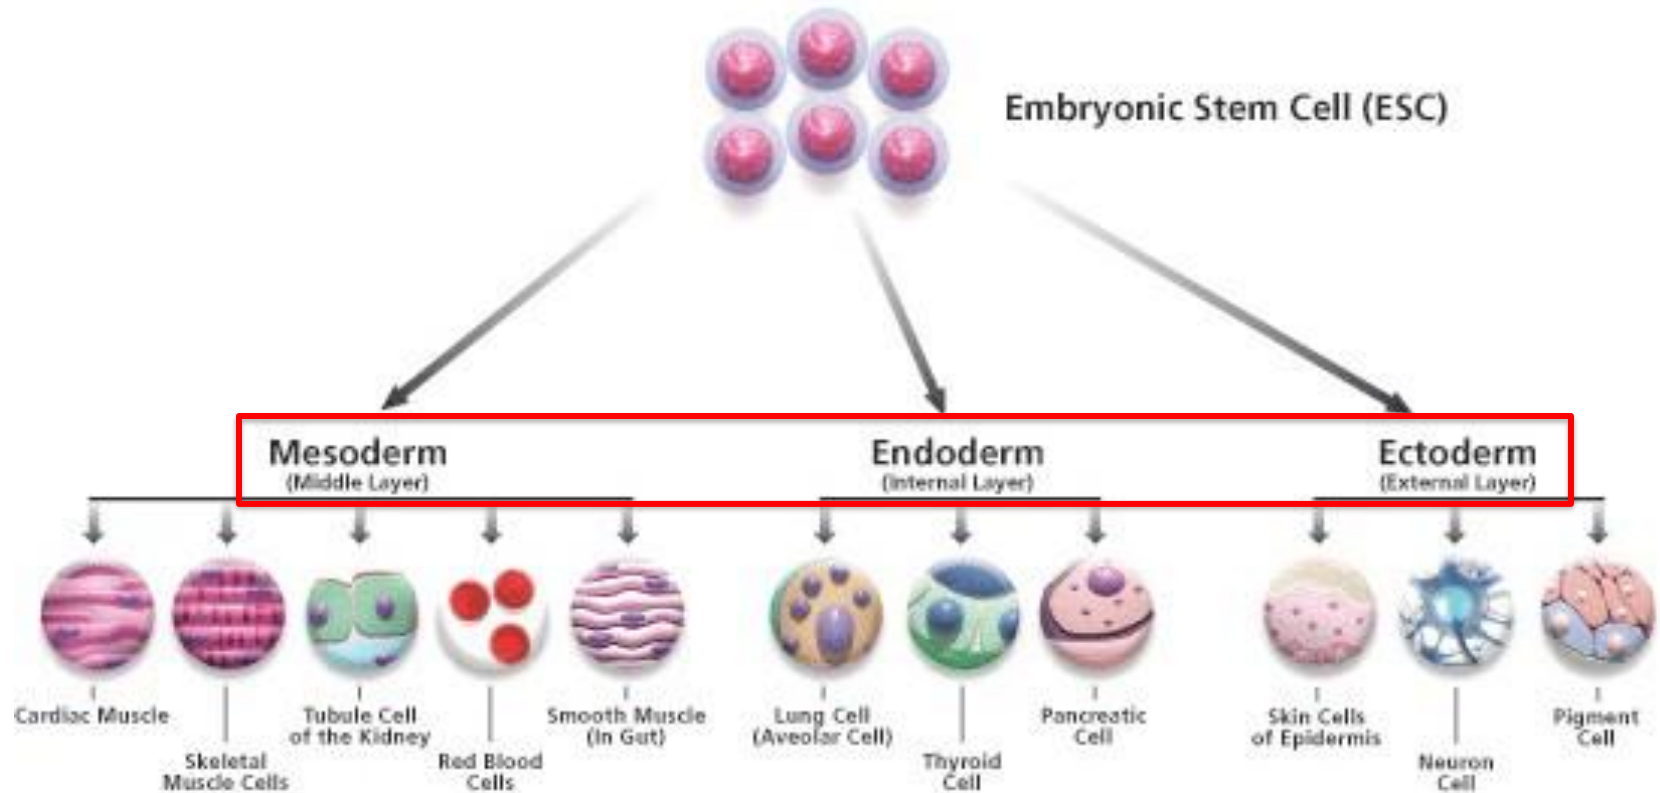 Embryonic Stem Cell (ESC)
Mesoderm
(Middle Layer)
Endoderm
(Internal Layer)
Ectoderm
(External Layer)
Cardiac Muscle
Skeletal
Muscle Cells
Tubule Cell
of the Kidney
Red Blood
Cells
Smooth Muscle
(In Gut)
Lung Cell
(Aveolar Cell)
Thyroid
Cell
Pancreatic
Cell
Skin Cells
of Epidermis
Neuron
Cell
Pigment
Cell